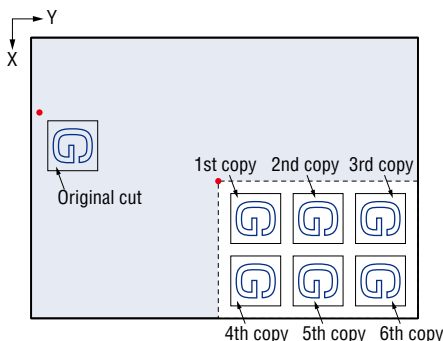 Y
X
1st copy 2nd copy 3rd copy
Original cut
G
G G G
G G G
4th copy 5th copy 6th copy